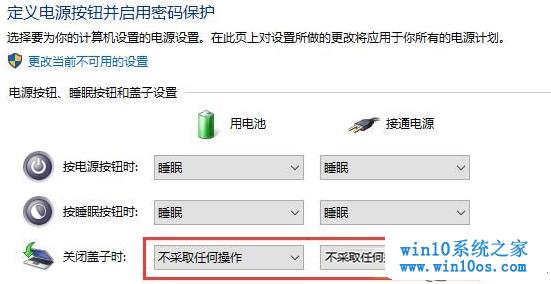 定义电源按钮并启用密码保护
选择要为你的计算机设置的电源设置。在此页上对设置所做的更改将应用于你所有的电源计划。
更改当前不可用的设置
电源按钮、睡眠按钮和盖子设置
用电池 接通电源
按电源按钮时: 睡眠 睡眠
按睡眠按钮时: 睡眠 睡眠
关闭盖子时: 不采取任何操作 不采取任何
win10系统之家
www.win10os.com